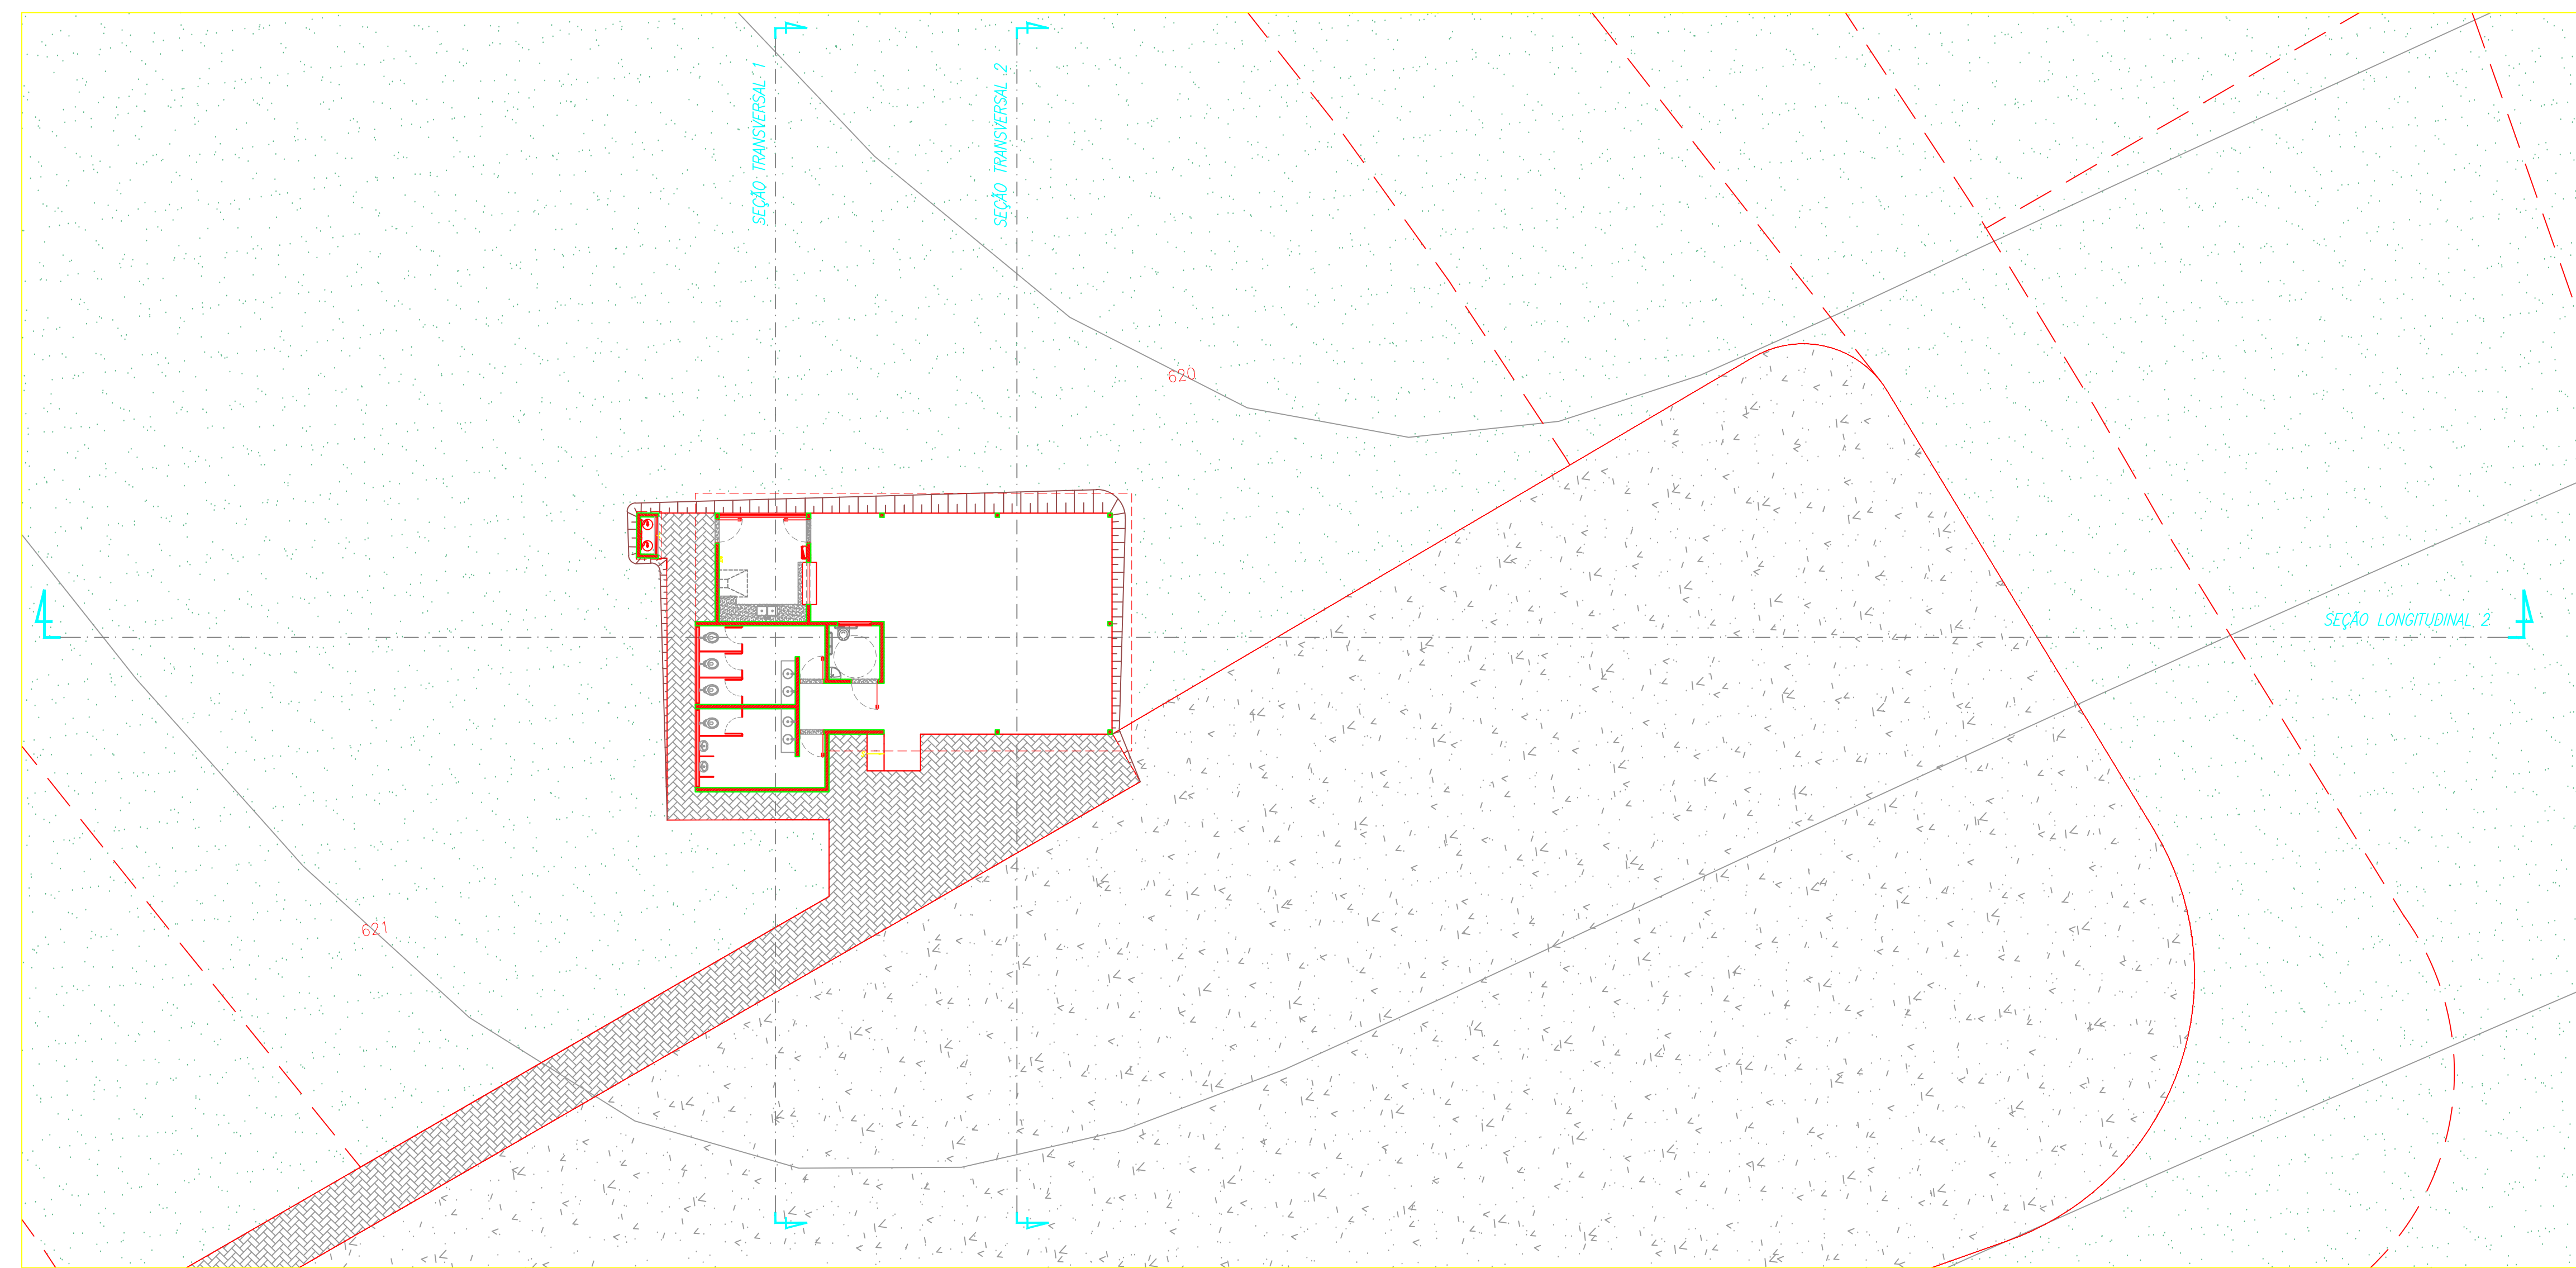 SEÇÃO TRANSVERSAL 1
SEÇÃO TRANSVERSAL 2
620
SEÇÃO LONGITUDINAL 2
621